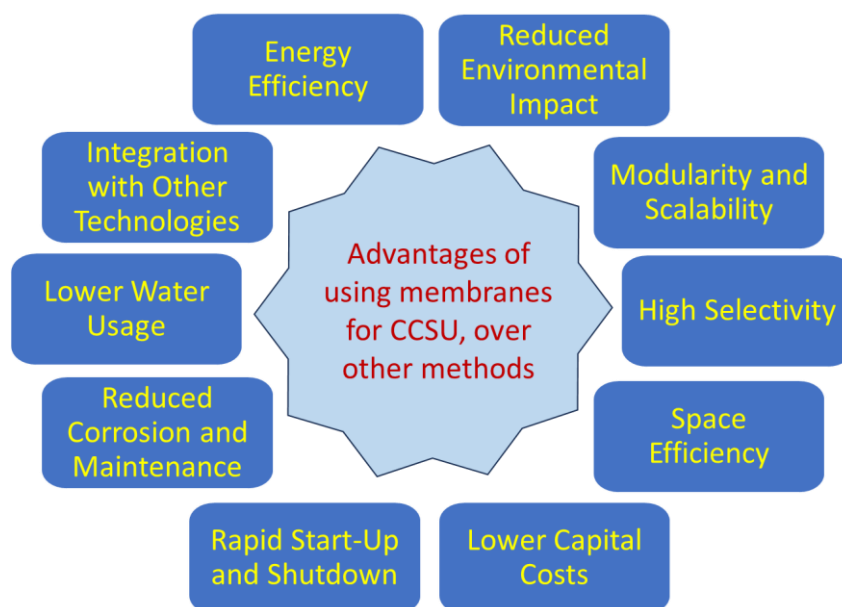 Energy
Efficiency
Reduced
Environmental
Impact
Integration
with Other
Technologies
Modularity and
Scalability
Advantages of
using membranes
for CCSU, over
other methods
Lower Water
Usage
High Selectivity
Reduced
Corrosion and
Maintenance
Space
Efficiency
Rapid Start-Up
and Shutdown
Lower Capital
Costs